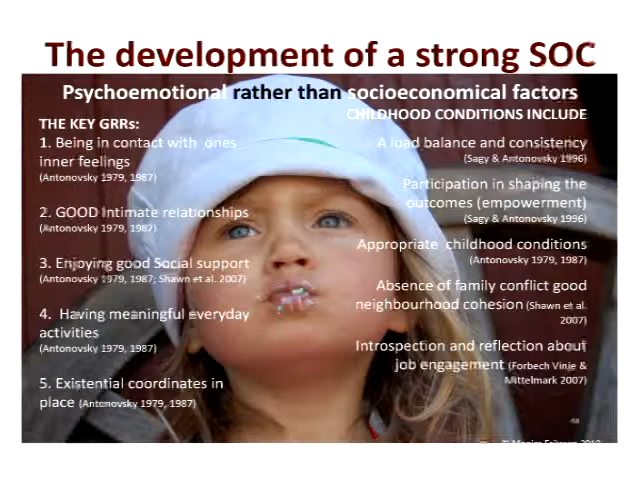 The development of a strong SOC
Psychoemotional rather than socioeconomical factors
THE KEY GRRs:
1. Being in contact with ones
inner feelings
(Antonovsky 1979, 1987)
2. GOOD Intimate relationships
(Antonovsky 1979, 1987)
3. Enjoying good Social support
(Antonovsky 1979, 1987; Shawn et al. 2007)
4. Having meaningful everyday
activities
(Antonovsky 1979, 1987)
5. Existential coordinates in
place (Antonovsky 1979, 1987)
CHILDHOOD CONDITIONS INCLUDE
A load balance and consistency
(Sagy & Antonovsky 1996)
Participation in shaping the
outcomes (empowerment)
(Sagy & Antonovsky 1996)
Appropriate childhood conditions
(Antonovsky 1979, 1987)
Absence of family conflict good
neighbourhood cohesion (Shawn et al.
2007)
Introspection and reflection about
job engagement (Forbech Vinje &
Mittelmark 2007)
48